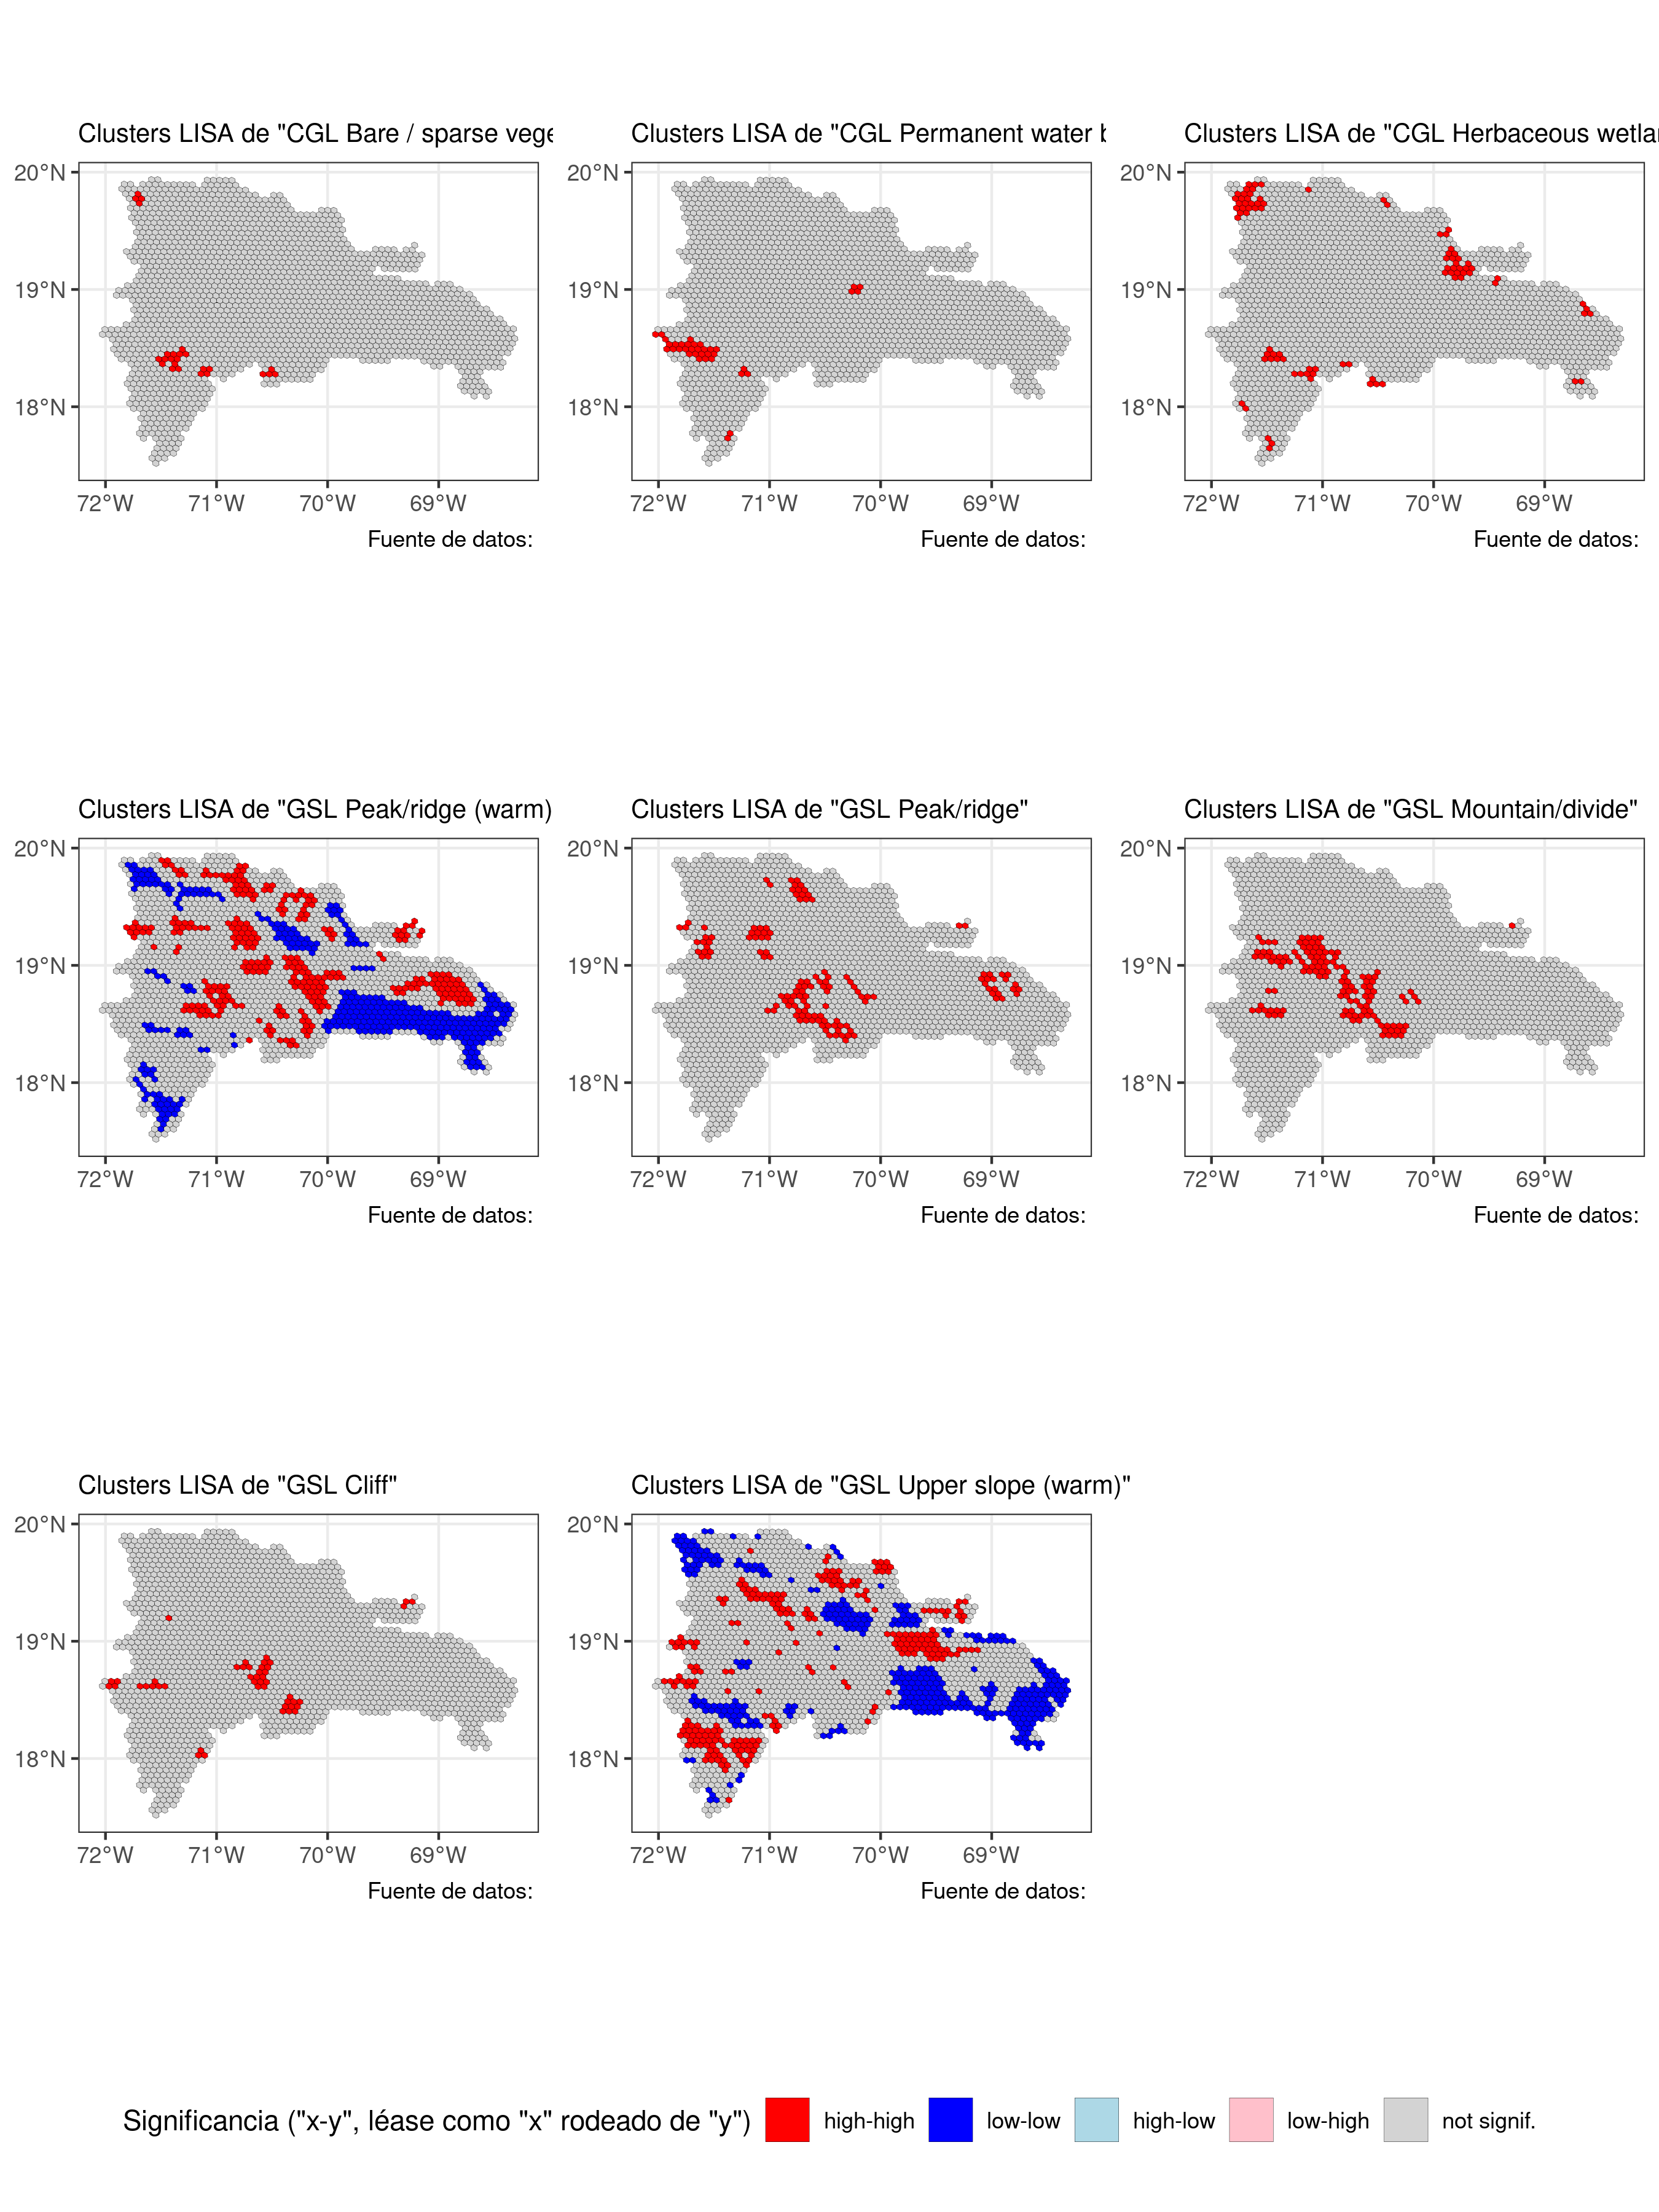 Clusters LISA de "CGL Bare / sparse vege
Clusters LISA de "CGL Permanent water b
Clusters LISA de "CGL Herbaceous wetlan
20°N
19°N
18°N
72°W 71°W 70°W 69°W
Fuente de datos:
20°N
19°N
18°N
72°W 71°W 70°W 69°W
Fuente de datos:
20°N
19°N
18°N
72°W 71°W 70°W 69°W
Fuente de datos:
Clusters LISA de "GSL Peak/ridge (warm)
Clusters LISA de "GSL Peak/ridge"
Clusters LISA de "GSL Mountain/divide"
20°N
19°N
18°N
72°W 71°W 70°W 69°W
Fuente de datos:
20°N
19°N
18°N
72°W 71°W 70°W 69°W
Fuente de datos:
20°N
19°N
18°N
72°W 71°W 70°W 69°W
Fuente de datos:
Clusters LISA de "GSL Cliff"
Clusters LISA de "GSL Upper slope (warm)"
20°N
19°N
18°N
72°W 71°W 70°W 69°W
Fuente de datos:
20°N
19°N
18°N
72°W 71°W 70°W 69°W
Fuente de datos:
Significancia ("x-y", léase como "x" rodeado de "y") high-high low-low high-low low-high not signif.